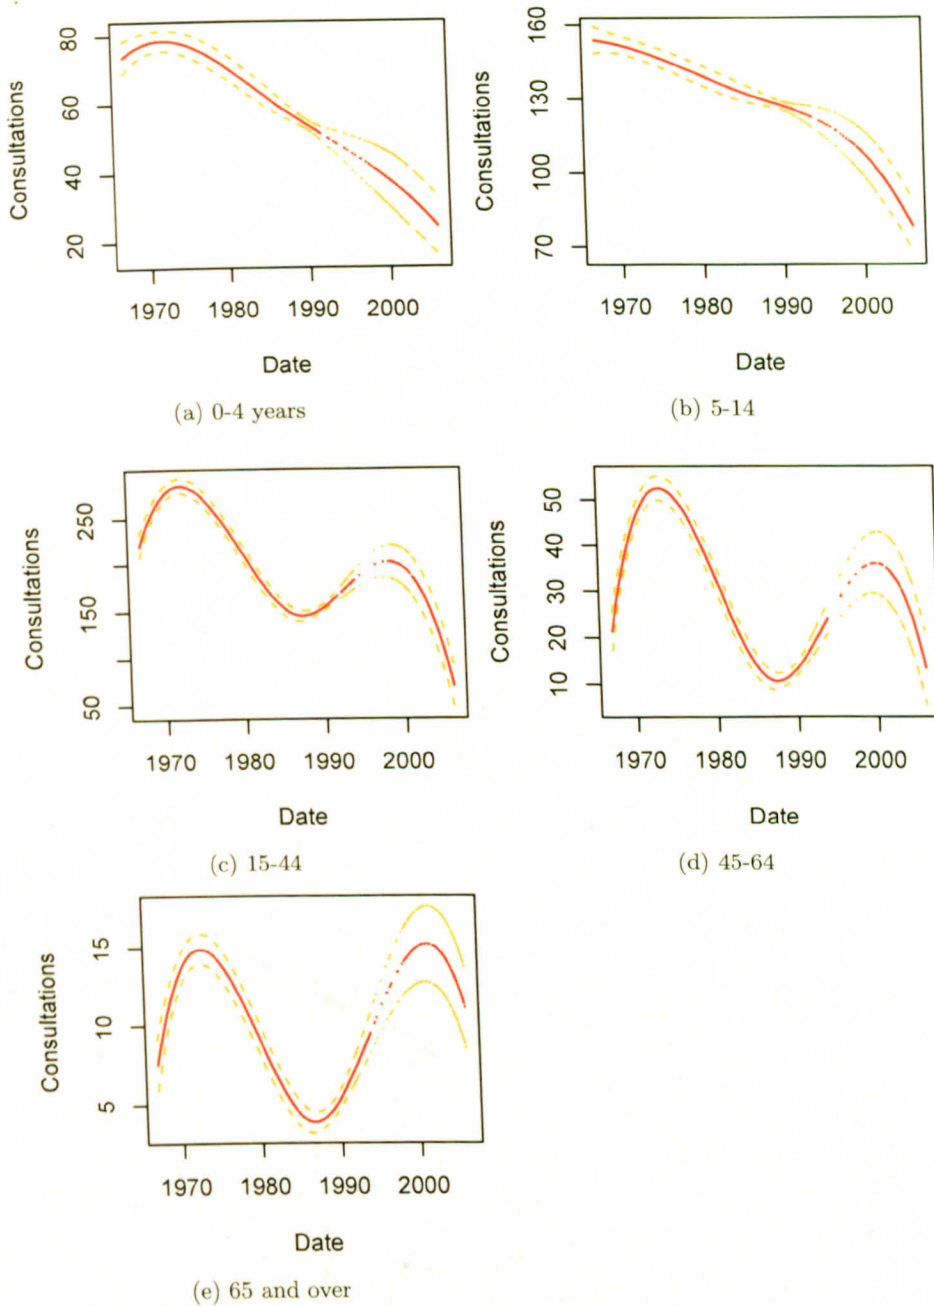 Consultations
80
60
40
20
1970 1980 1990 2000
Date
(a) 0-4 years
Consultations
160
130
100
70
1970 1980 1990 2000
Date
(b) 5-14
Consultations
250
150
50
1970 1980 1990 2000
Date
(c) 15-44
Consultations
50
40
30
20
10
1970 1980 1990 2000
Date
(d) 45-64
Consultations
15
10
5
1970 1980 1990 2000
Date
(e) 65 and over